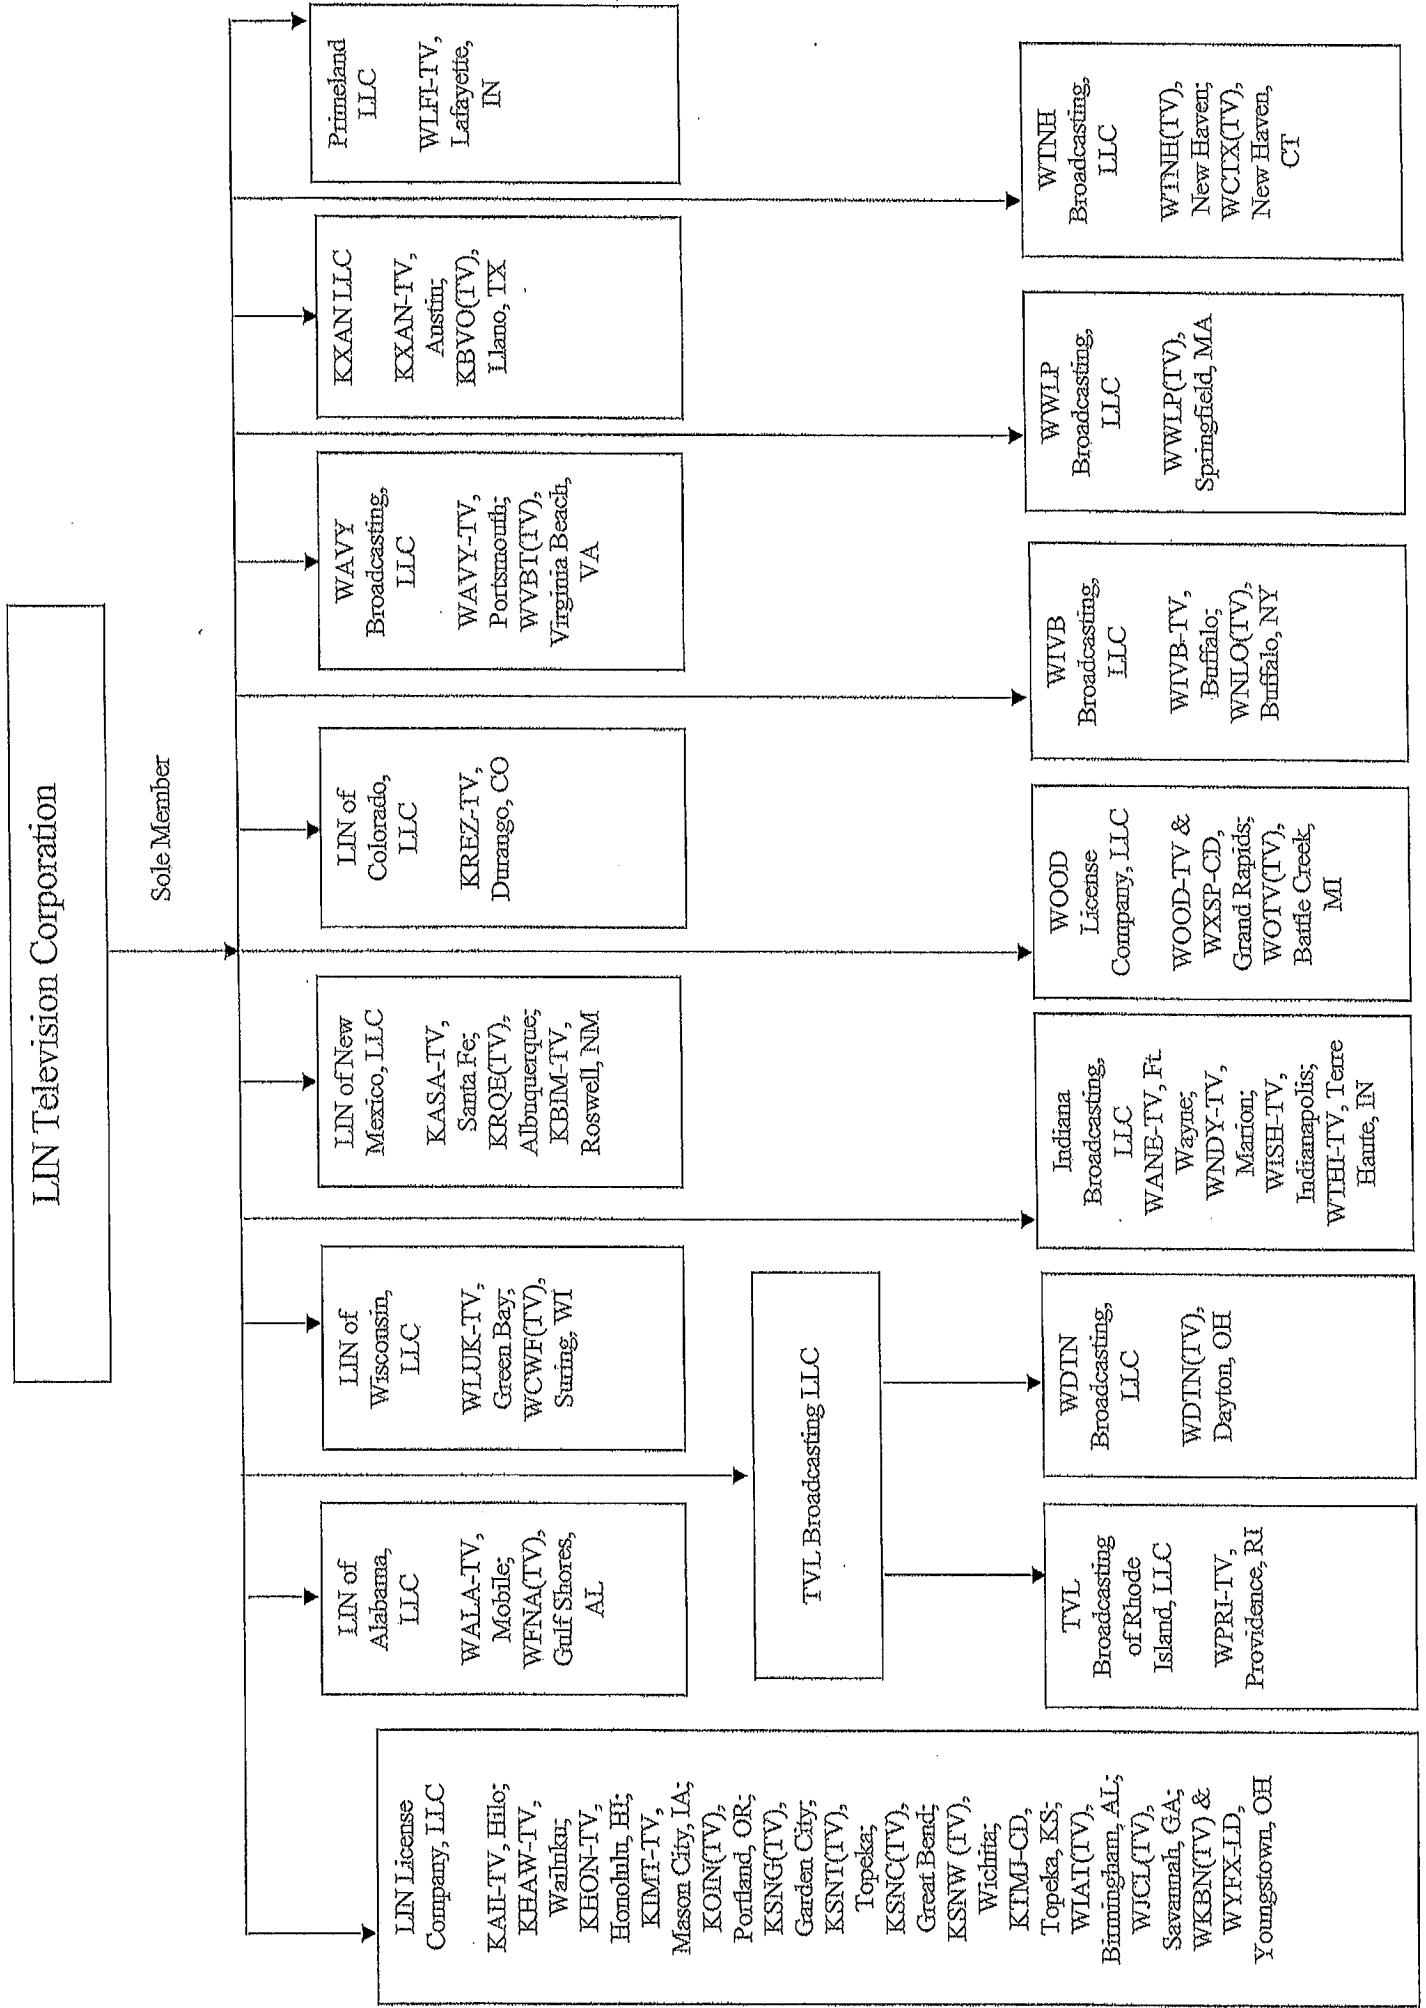 LIN Television Corporation
Sole Member
LIN License
Company, LLC
KAII-TV, Hilo;
KHAW-TV,
Wailuku;
KHON-TV,
Honolulu, HI;
KIMT-TV,
Mason City, IA;
KOIN(TV),
Portland, OR;
KSNG(TV),
Garden City;
KSNT(TV),
Topeka;
KSNC(TV),
Great Bend;
KSNW (TV),
Wichita;
KTMJ-CD,
Topeka, KS;
WIAT(TV),
Birmingham, AL;
WJCL(TV),
Savannah, GA;
WKBN(TV) &
WYFX-LD,
Youngstown, OH
LIN of
Alabama,
LLC
WALA-TV,
Mobile;
WFNA(TV),
Gulf Shores,
AL
LIN of
Wisconsin,
LLC
WLUK-TV,
Green Bay;
WCWF(TV),
Suring, WI
LIN of New
Mexico, LLC
KASA-TV,
Santa Fe;
KRQE(TV),
Albuquerque;
KBIM-TV,
Roswell, NM
LIN of
Colorado,
LLC
KREZ-TV,
Durango, CO
WAVY
Broadcasting,
LLC
WAVY-TV,
Portsmouth;
WVBT(TV),
Virginia Beach,
VA
KXAN LLC
KXAN-TV,
Austin;
KBVO(TV),
Llano, TX
Primeland
LLC
WLFI-TV,
Lafayette,
IN
TVL Broadcasting LLC
TVL
Broadcasting
of Rhode
Island, LLC
WPRI-TV,
Providence, RI
WDTN
Broadcasting,
LLC
WDTN(TV),
Dayton, OH
Indiana
Broadcasting,
LLC
WANE-TV, Ft.
Wayne;
WNDY-TV,
Marion;
WISH-TV,
Indianapolis;
WTHI-TV, Terre
Haute, IN
WOOD
License
Company, LLC
WOOD-TV &
WXSP-CD,
Grand Rapids;
WOTV(TV),
Battle Creek,
MI
WIVB
Broadcasting,
LLC
WIVB-TV,
Buffalo;
WNLO(TV),
Buffalo, NY
WWLP
Broadcasting,
LLC
WWLP(TV),
Springfield, MA
WTNH
Broadcasting,
LLC
WTNH(TV),
New Haven;
WCTX(TV),
New Haven,
CT